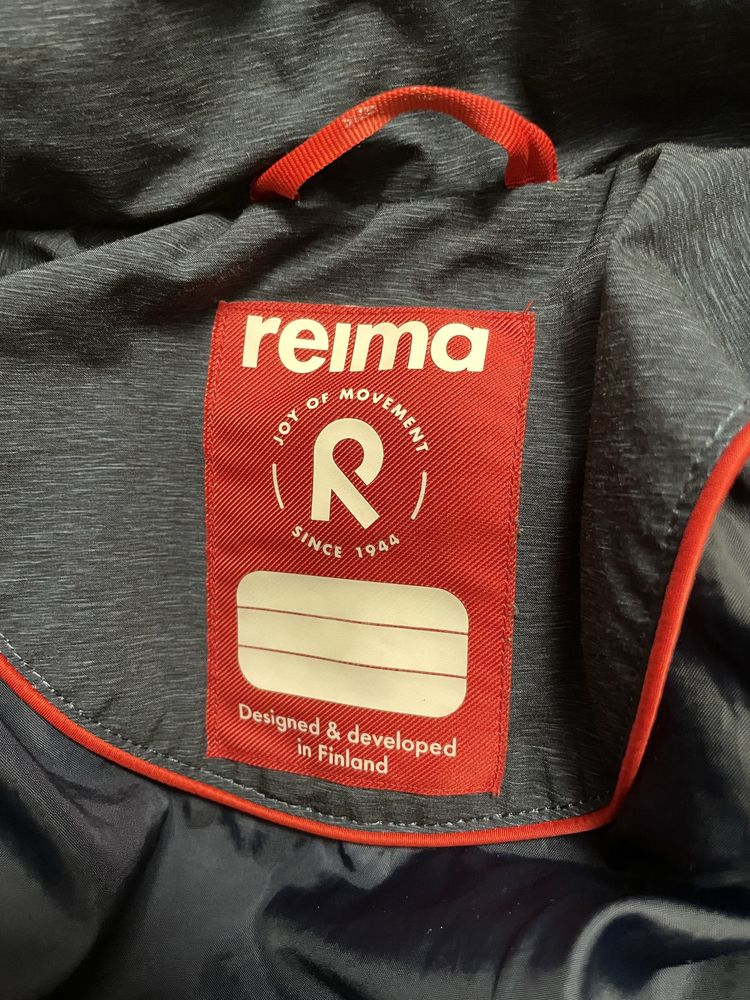 reima
JOY OF MOVEMENT
R
SINCE 1944
Designed & developed
in Finland